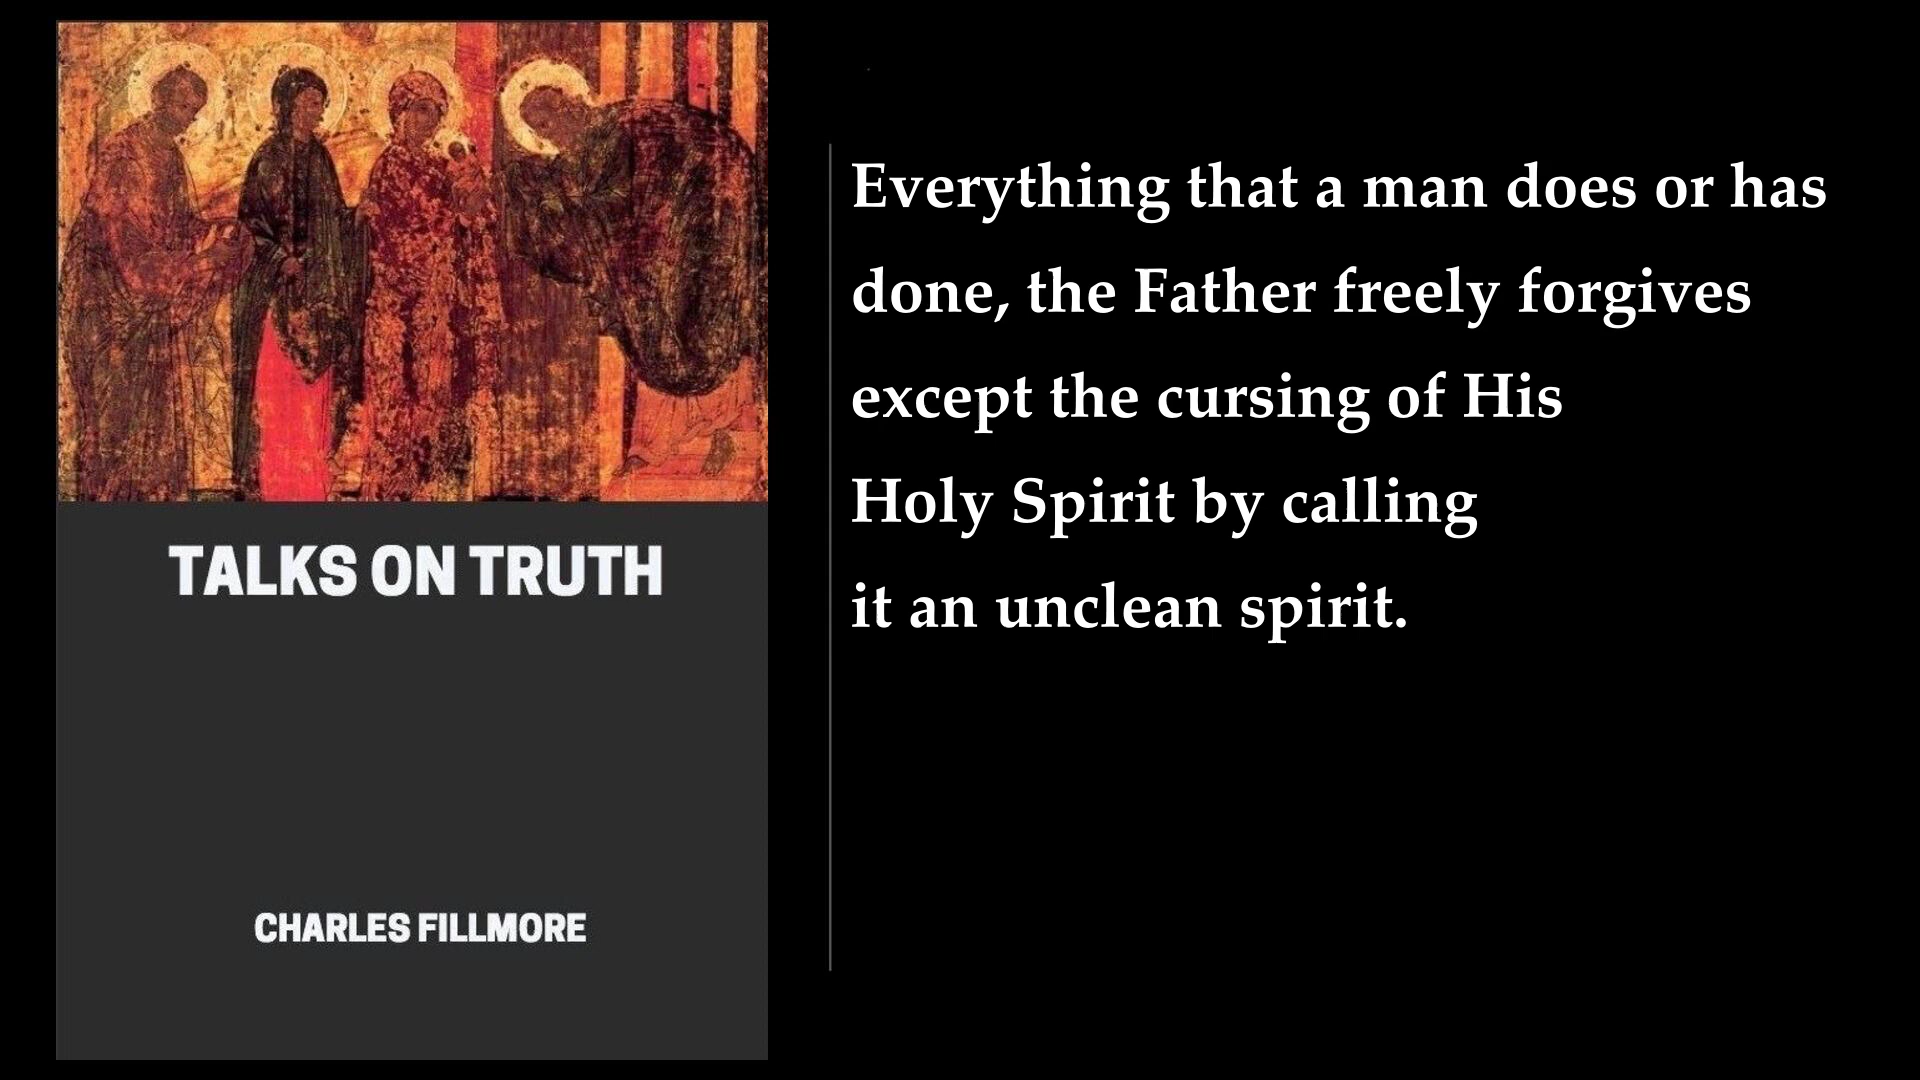 TALKS ON TRUTH
CHARLES FILLMORE
Everything that a man does or has
done, the Father freely forgives
except the cursing of His
Holy Spirit by calling
it an unclean spirit.